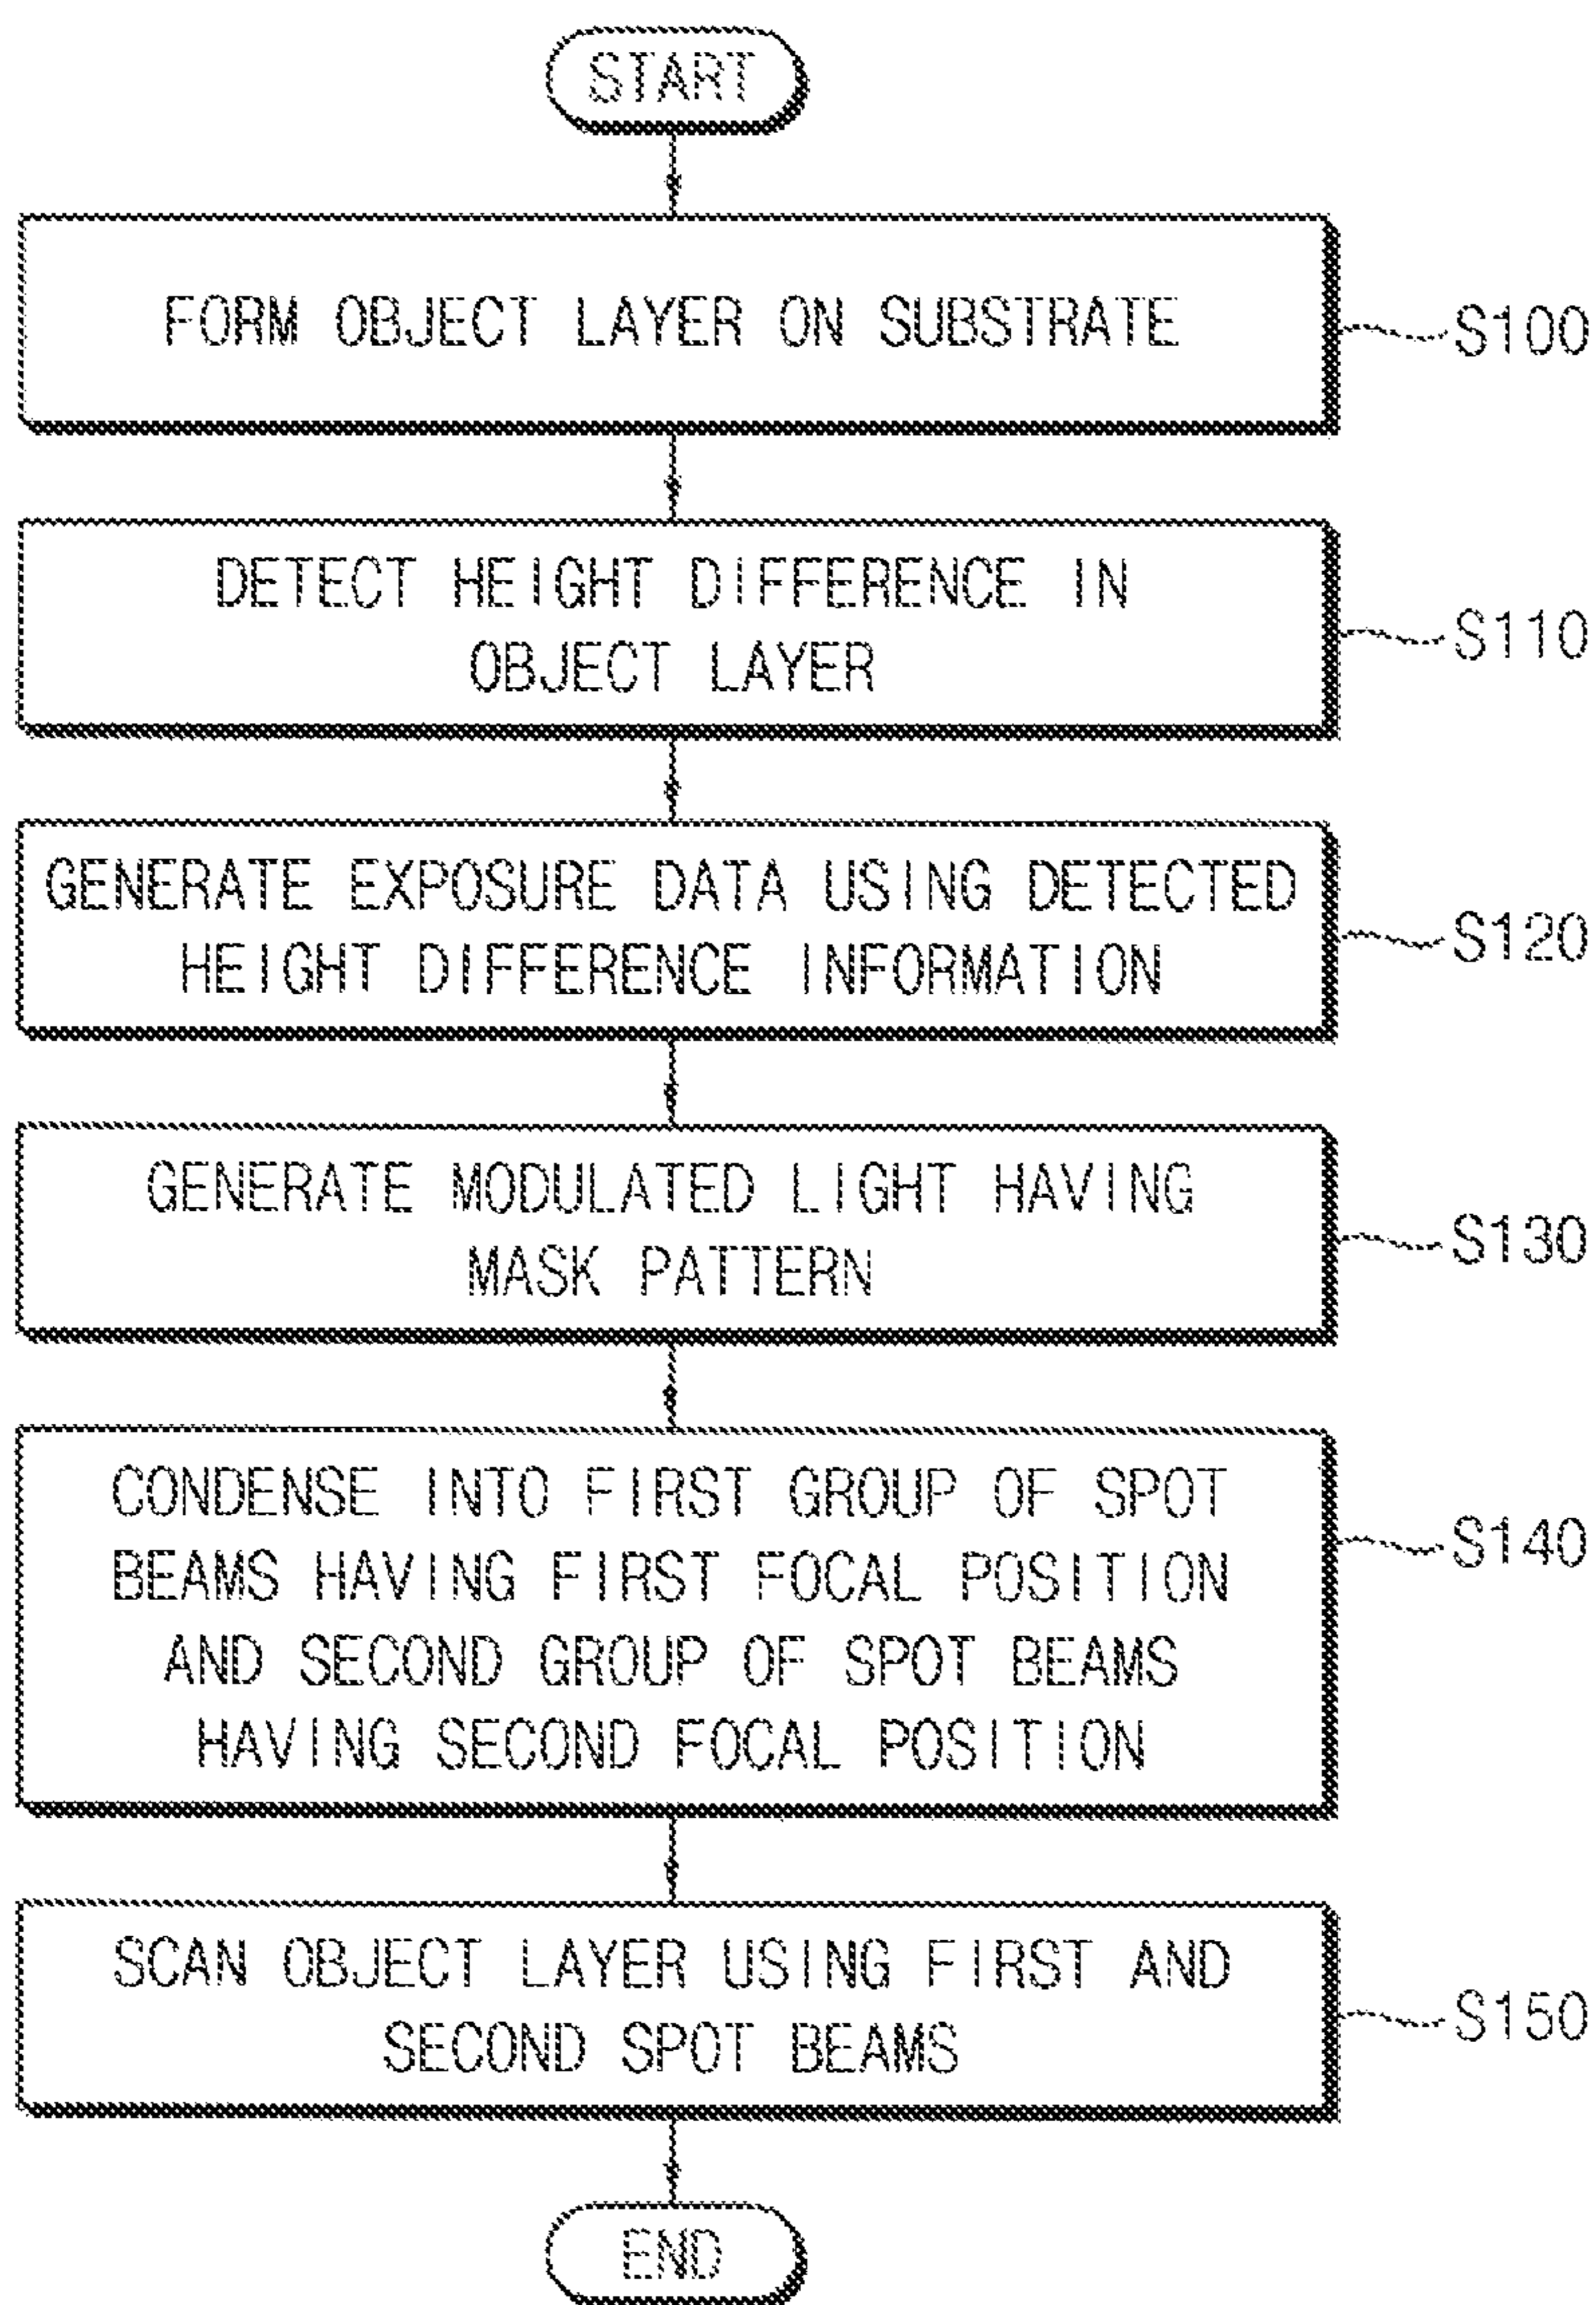 START
FORM OBJECT LAYER ON SUBSTRATE
S100
DETECT HEIGHT DIFFERENCE IN
OBJECT LAYER
S110
GENERATE EXPOSURE DATA USING DETECTED
HEIGHT DIFFERENCE INFORMATION
S120
GENERATE MODULATED LIGHT HAVING
MASK PATTERN
S130
CONDENSE INTO FIRST GROUP OF SPOT
BEAMS HAVING FIRST FOCAL POSITION
AND SECOND GROUP OF SPOT BEAMS
HAVING SECOND FOCAL POSITION
S140
SCAN OBJECT LAYER USING FIRST AND
SECOND SPOT BEAMS
S150
END